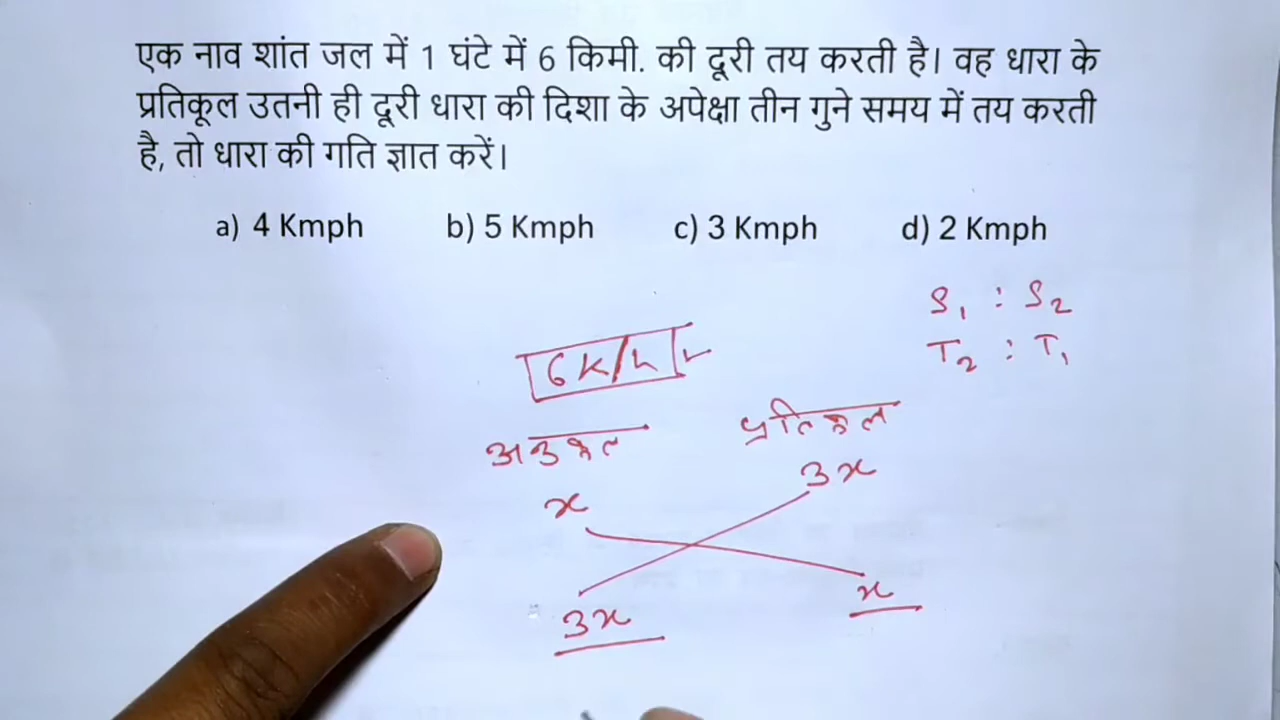 एक नाव शांत जल में 1 घंटे में 6 किमी. की दूरी तय करती है। वह धारा के
प्रतिकूल उतनी ही दूरी धारा की दिशा के अपेक्षा तीन गुने समय में तय करती
है, तो धारा की गति ज्ञात करें।
a) 4 Kmph b) 5 Kmph c) 3 Kmph d) 2 Kmph
S₁ : S₂
T₂ : T₁
6K/h
प्रतिकूल
3x
x
3x
x